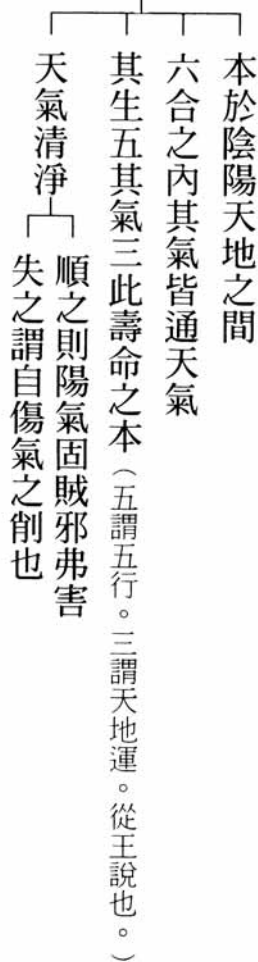 本於陰陽天地之間
六合之內其氣皆通天氣
其生五其氣三此壽命之本（五謂五行。三謂天地運。從王說也。）
天氣清淨
順之則陽氣固賊邪弗害
失之謂自傷氣之削也